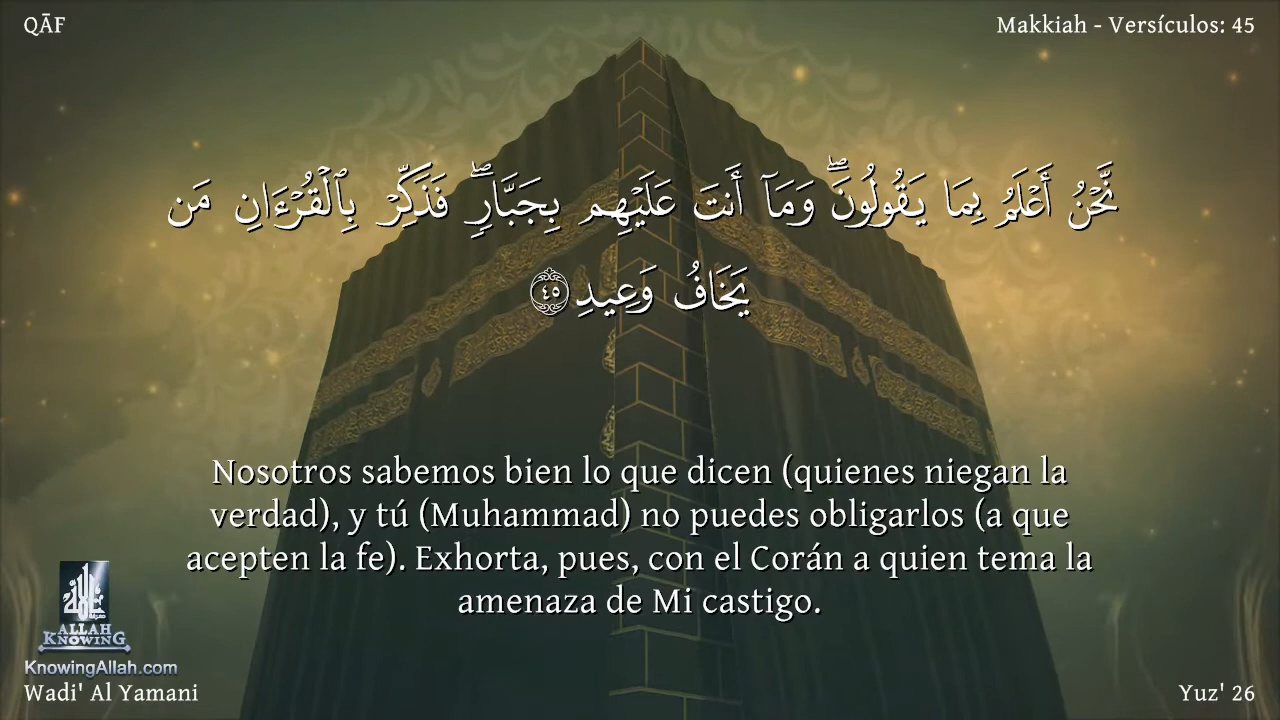 QĀF
Makkiah - Versículos: 45
نَّحْنُ أَعْلَمُ بِمَا يَقُولُونَۖ وَمَآ أَنتَ عَلَيْهِم بِجَبَّارٍۖ فَذَكِّرْ بِٱلْقُرْءَانِ مَن
يَخَافُ وَعِيدِ ٤٥
Nosotros sabemos bien lo que dicen (quienes niegan la
verdad), y tú (Muhammad) no puedes obligarlos (a que
acepten la fe). Exhorta, pues, con el Corán a quien tema la
amenaza de Mi castigo.
ALLAH
KNOWING
KnowingAllah.com
Wadi' Al Yamani
Yuz' 26